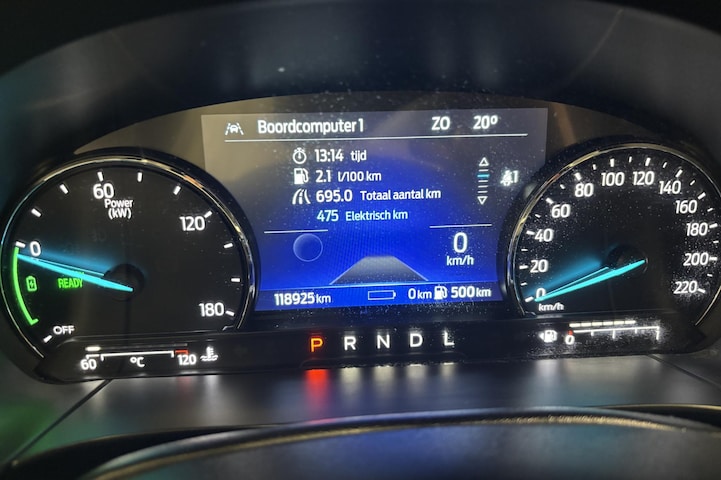 Boordcomputer 1 ZO 20°
13:14 tijd
2.1 l/100 km
695.0 Totaal aantal km
475 Elektrisch km
0
km/h
118925 km 0 km 500 km
0 60 120 180
Power
(kW)
READY
OFF
0 20 40 60 80 100 120 140 160 180 200 220
km/h
60 °C 120
P R N D L
0